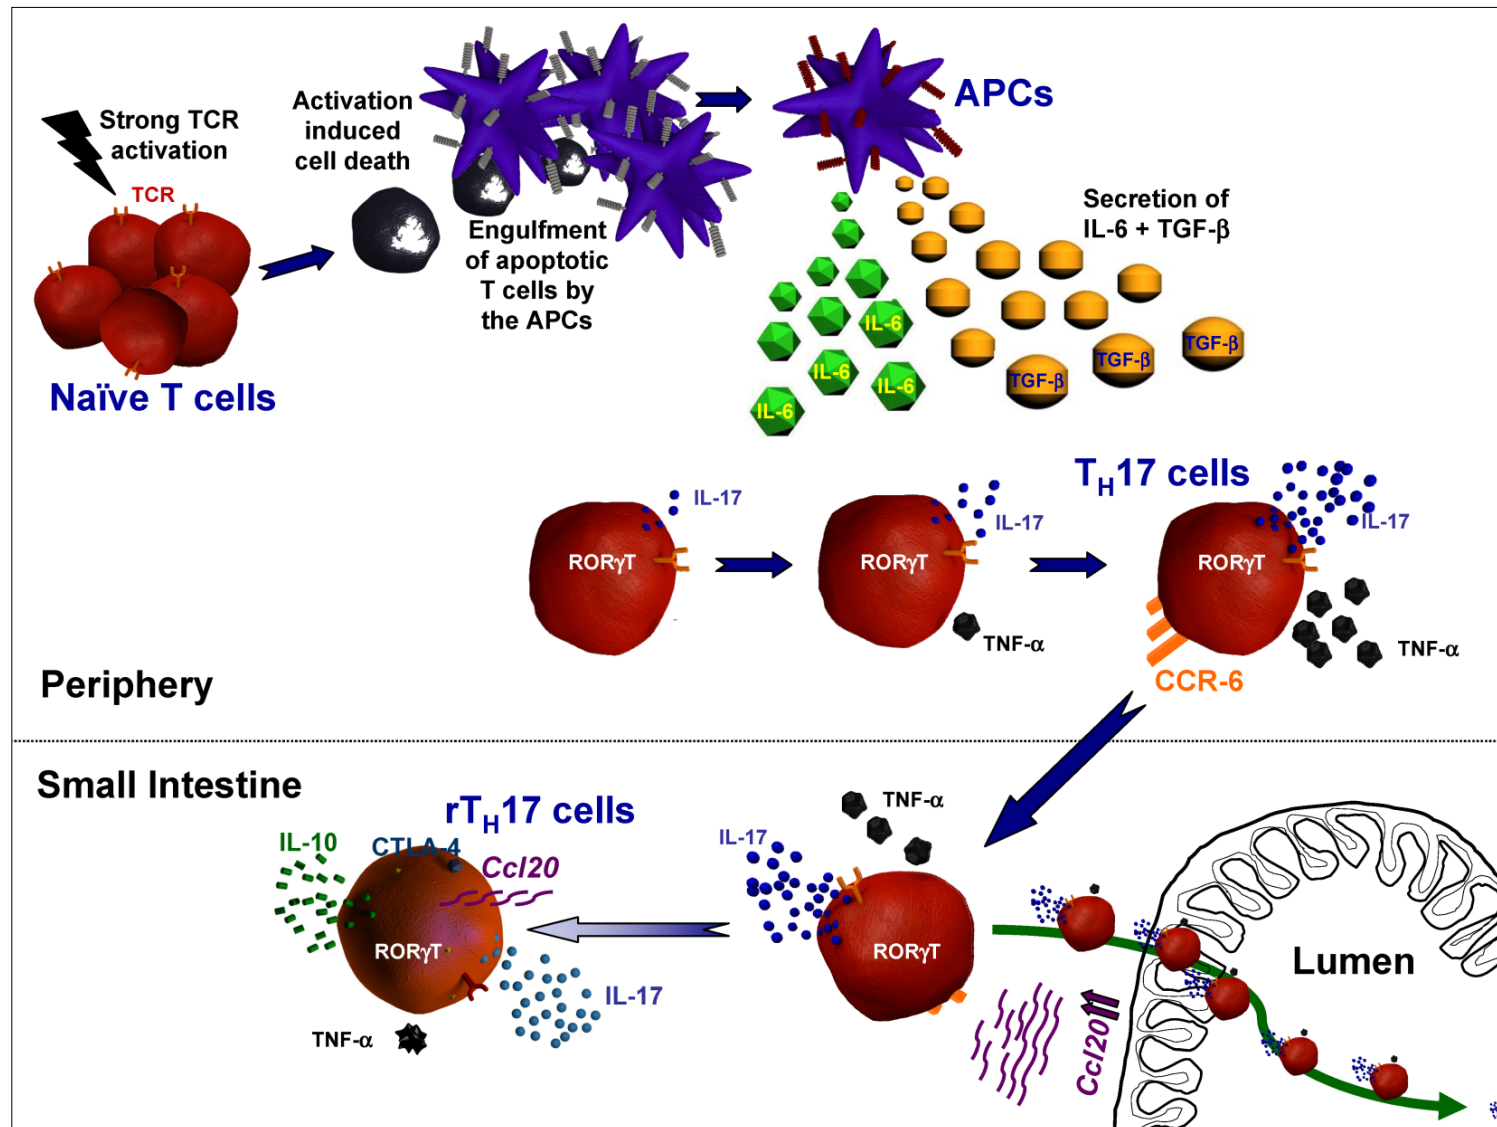 Strong TCR
activation
TCR
Naïve T cells
Activation
induced
cell death
Engulfment
of apoptotic
T cells by
the APCs
APCs
Secretion of
IL-6 + TGF-β
IL-6
IL-6
IL-6
IL-6
TGF-β
TGF-β
TGF-β
IL-17
RORγT
IL-17
RORγT
TNF-α
TH17 cells
IL-17
RORγT
TNF-α
CCR-6
Periphery
Small Intestine
rTH17 cells
IL-10
CTLA-4
Ccl20
RORγT
IL-17
TNF-α
TNF-α
IL-17
RORγT
Ccl20
Lumen